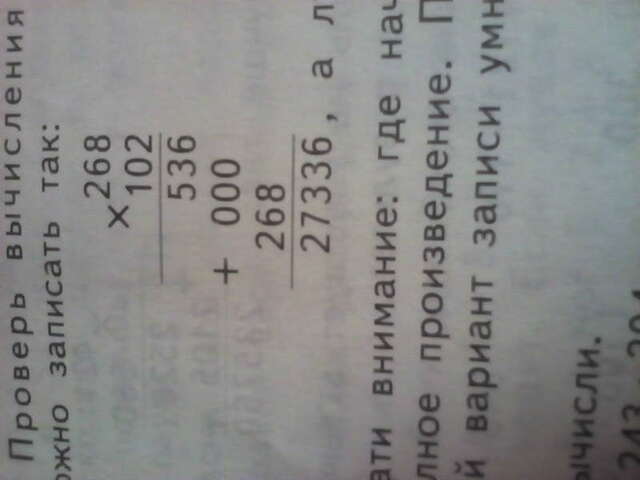 Проверь вычисления
ожно записать так:
×268
102
536
+ 000
268
27336, а л
ати внимание: где нач
лное произведение. П
й вариант записи умн
ычисли.